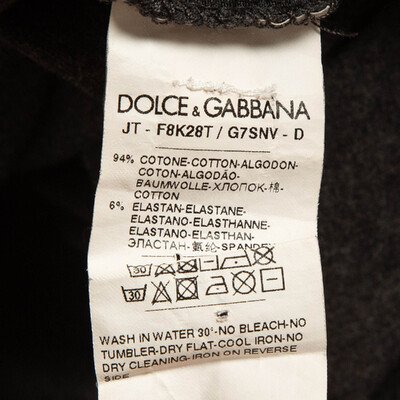 DOLCE & GABBANA
JT - F8K28T / G7SNV - D
94% COTONE-COTTON-ALGODON-
COTON-ALGODÃO-
BAUMWOLLE-ХЛОПОК-棉-
COTTON
6% ELASTAN-ELASTANE-
ELASTANO-ELASTHANNE-
ELASTANO-ELASTHAN-
ЭЛАСТАН-氨纶-SPANDEX
30
30
WASH IN WATER 30°-NO BLEACH-NO
TUMBLER-DRY FLAT-COOL IRON-NO
DRY CLEANING-IRON ON REVERSE
SIDE